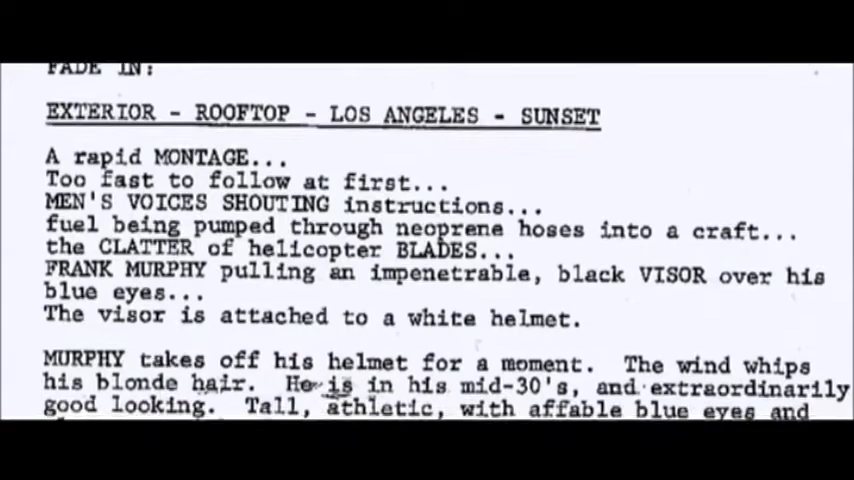 FADE IN:
EXTERIOR - ROOFTOP - LOS ANGELES - SUNSET
A rapid MONTAGE...
Too fast to follow at first...
MEN'S VOICES SHOUTING instructions...
fuel being pumped through neoprene hoses into a craft...
the CLATTER of helicopter BLADES...
FRANK MURPHY pulling an impenetrable, black VISOR over his
blue eyes...
The visor is attached to a white helmet.
MURPHY takes off his helmet for a moment. The wind whips
his blonde hair. He is in his mid-30's, and extraordinarily
good looking. Tall, athletic, with affable blue eyes and